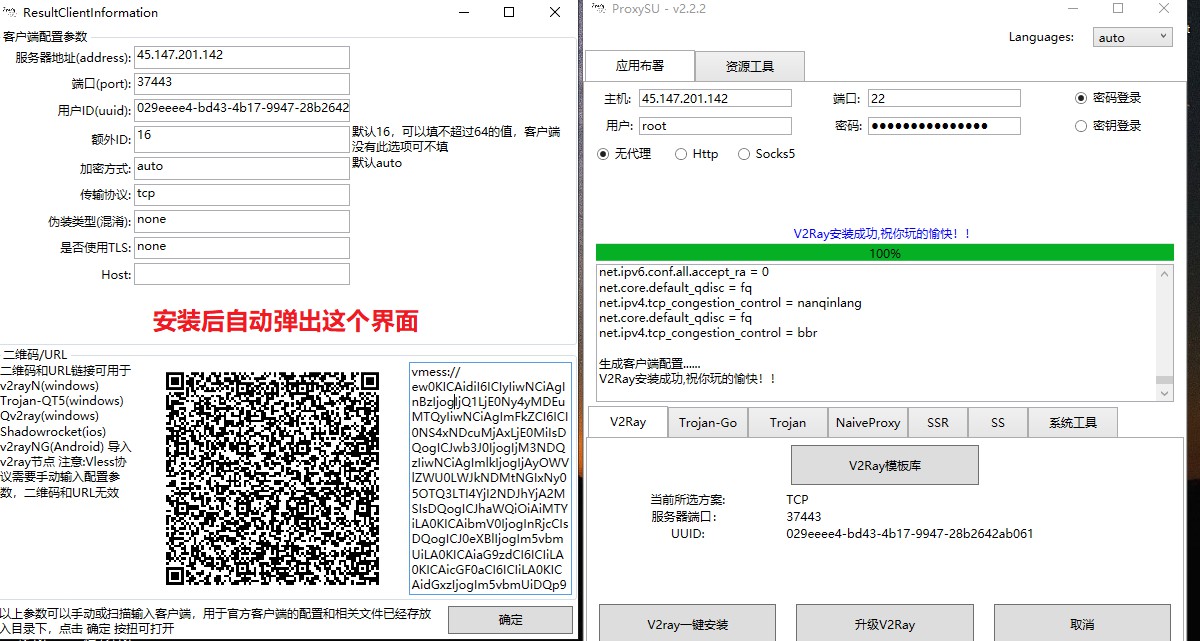 ResultClientInformation
客户端配置参数
服务器地址(address): 45.147.201.142
端口(port): 37443
用户ID(uuid): 029eeee4-bd43-4b17-9947-28b2642
额外ID: 16
默认16，可以填不超过64的值，客户端
没有此选项可不填
加密方式: auto
默认auto
传输协议: tcp
伪装类型(混淆): none
是否使用TLS: none
Host:
安装后自动弹出这个界面
二维码/URL
二维码和URL链接可用于
v2rayN(windows)
Trojan-QT5(windows)
Qv2ray(windows)
Shadowrocket(ios)
v2rayNG(Android) 导入
v2ray节点 注意:Vless协
议需要手动输入配置参
数，二维码和URL无效
vmess://
ew0KICAidiI6ICIyIiwNCiAgI
nBzIjogIjQ1LjE0Ny4yMDEu
MTQyIiwNCiAgImFkZCI6ICI
0NS4xNDcuMjAxLjE0MiIsD
QogICJwb3J0IjogIjM3NDQ
zIiwNCiAgImlkIjogIjAyOWV
lZWU0LWJkNDMtNGIxNy0
5OTQ3LTI4YjI2NDJhYjA2M
SIsDQogICJhaWQiOiAiMTY
iLA0KICAibmV0IjogInRjcCIs
DQogICJ0eXBlIjogIm5vbm
UiLA0KICAiaG9zdCI6ICIiLA
0KICAicGF0aCI6ICIiLA0KIC
AidGxzIjogIm5vbmUiDQp9
以上参数可以手动或扫描输入客户端，用于官方客户端的配置和相关文件已经存放
入目录下，点击 确定 按扭可打开
确定
ProxySU - v2.2.2
Languages: auto
应用布署 资源工具
主机: 45.147.201.142 端口: 22 密码登录
用户: root 密码: ●●●●●●●●●●●●●●● 密钥登录
无代理 Http Socks5
V2Ray安装成功,祝你玩的愉快！！
100%
net.ipv6.conf.all.accept_ra = 0
net.core.default_qdisc = fq
net.ipv4.tcp_congestion_control = nanqinlang
net.core.default_qdisc = fq
net.ipv4.tcp_congestion_control = bbr
生成客户端配置......
V2Ray安装成功,祝你玩的愉快！！
V2Ray Trojan-Go Trojan NaiveProxy SSR SS 系统工具
V2Ray模板库
当前所选方案: TCP
服务器端口: 37443
UUID: 029eeee4-bd43-4b17-9947-28b2642ab061
V2Ray一键安装 升级V2Ray 取消